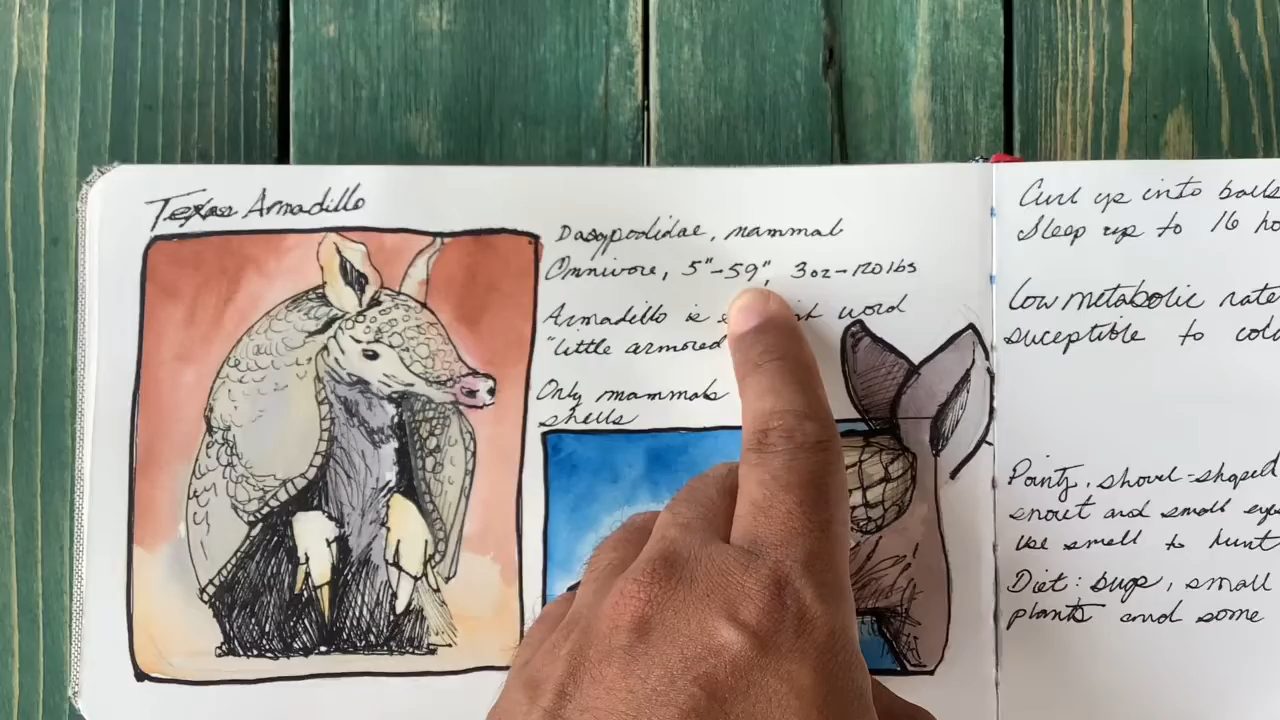 Texas Armadillo
Dasypodidae, mammal
Omnivore, 5"-59", 3oz-120lbs
Armadillo is word
"little armored
Only mammals
shells
Curl up into balls
Sleep up to 16 ho
Low metabolic rate
suceptible to cold
Pointy, shovel-shaped
snout and small eye
Use smell to hunt
Diet: bugs, small
plants and some